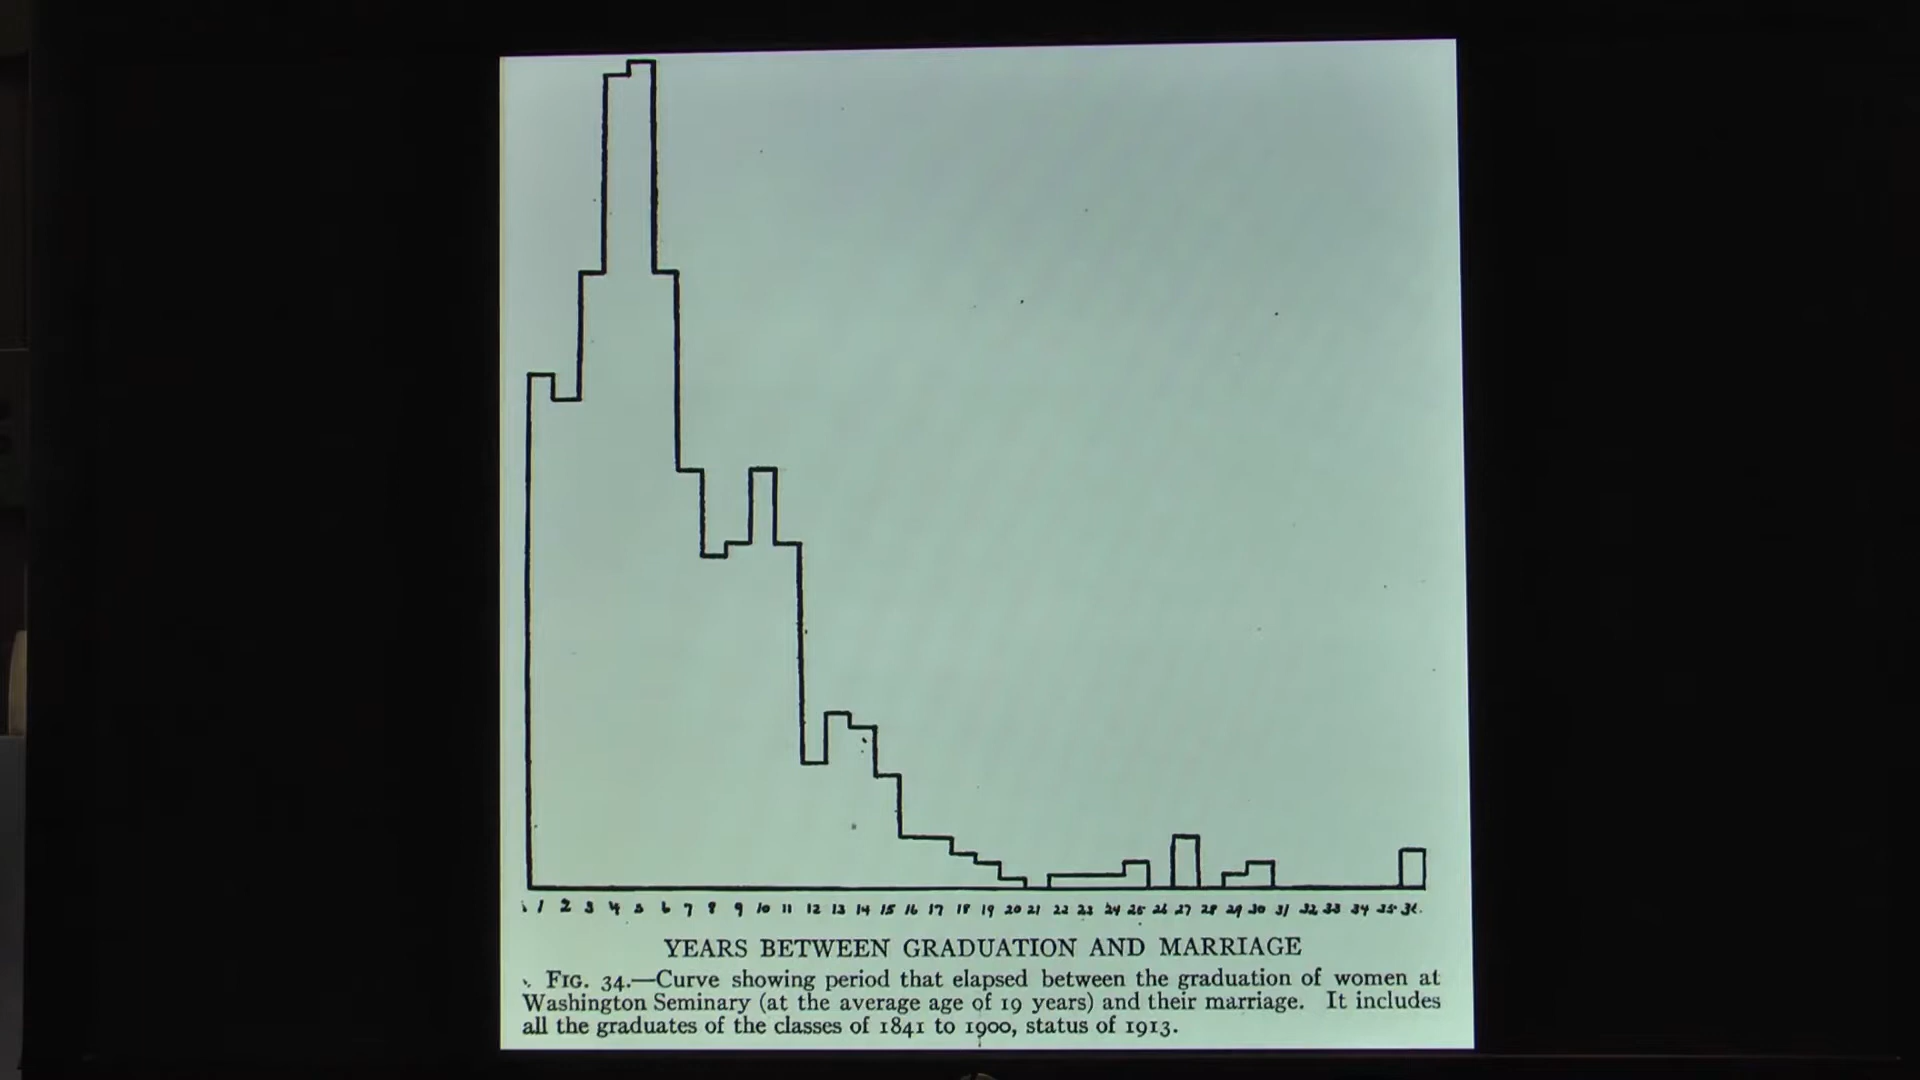 1 2 3 4 5 6 7 8 9 10 11 12 13 14 15 16 17 18 19 20 21 22 23 24 25 26 27 28 29 30 31 32 33 34 35 36.
YEARS BETWEEN GRADUATION AND MARRIAGE
FIG. 34.—Curve showing period that elapsed between the graduation of women at
Washington Seminary (at the average age of 19 years) and their marriage. It includes
all the graduates of the classes of 1841 to 1900, status of 1913.